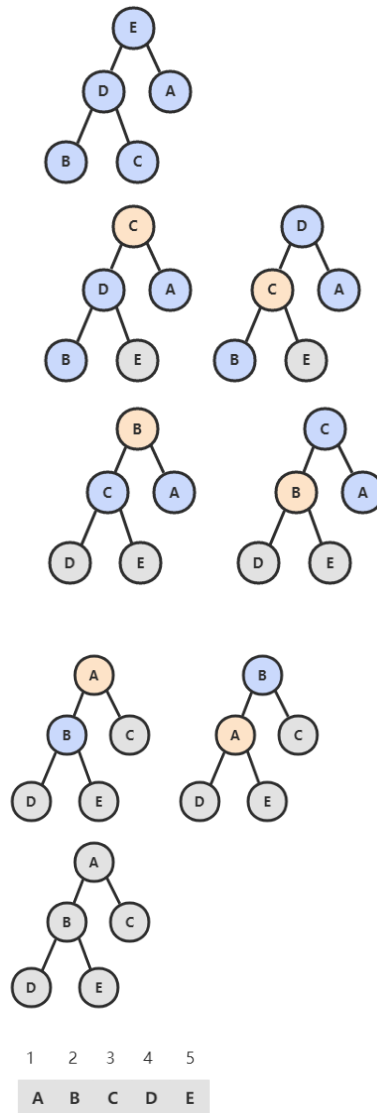 E
D A
B C
C D
D A C A
B E B E
B C
C A B A
D E D E
A B
B C A C
D E D E
A
B C
D E
1 2 3 4 5
A B C D E